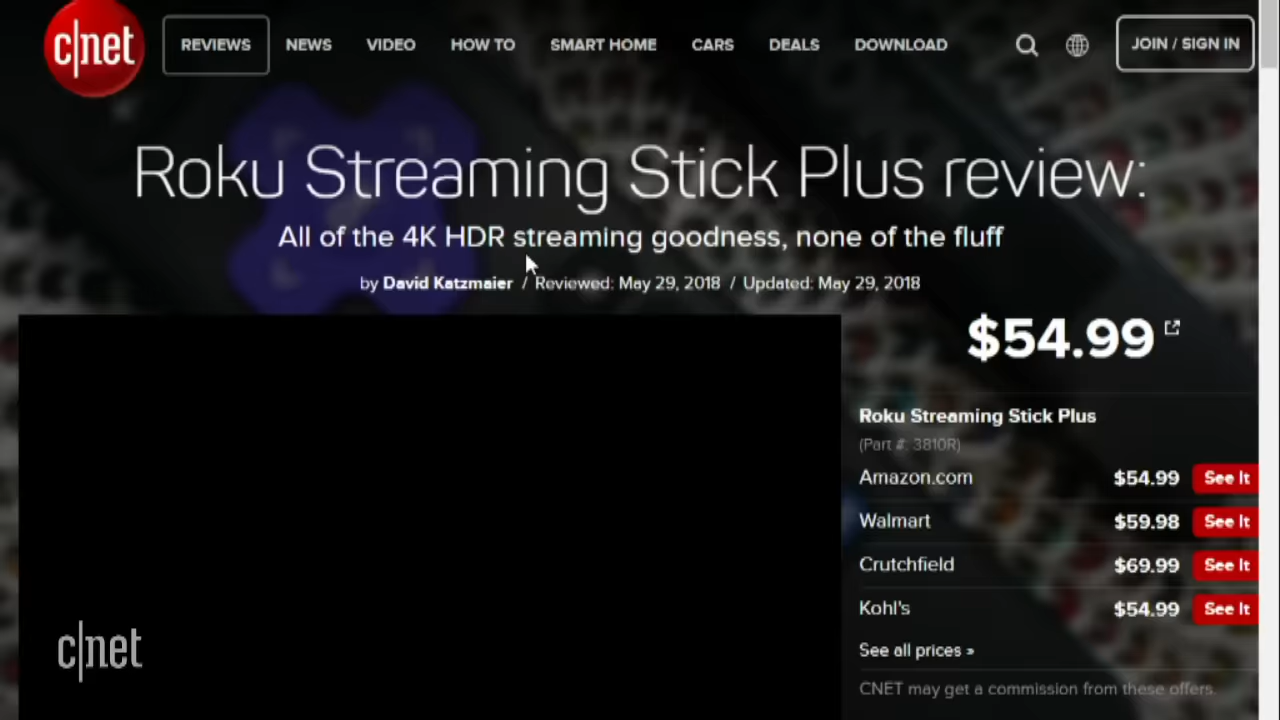 c|net
REVIEWS NEWS VIDEO HOW TO SMART HOME CARS DEALS DOWNLOAD JOIN / SIGN IN
Roku Streaming Stick Plus review:
All of the 4K HDR streaming goodness, none of the fluff
by David Katzmaier / Reviewed: May 29, 2018 / Updated: May 29, 2018
$54.99
Roku Streaming Stick Plus
(Part #: 3810R)
Amazon.com $54.99 See It
Walmart $59.98 See It
Crutchfield $69.99 See It
Kohl's $54.99 See It
See all prices »
CNET may get a commission from these offers.
c|net